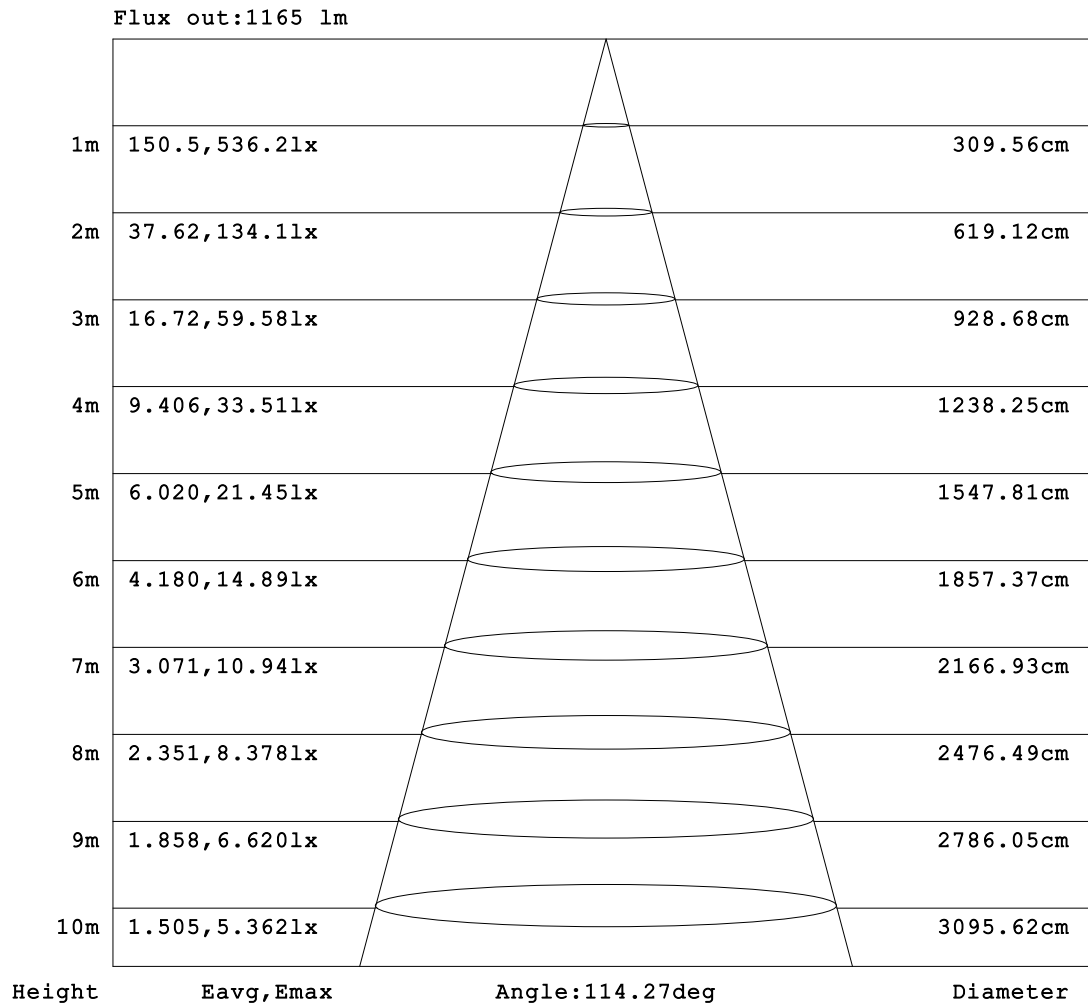 Flux out:1165 lm
1m 150.5,536.2lx 309.56cm
2m 37.62,134.1lx 619.12cm
3m 16.72,59.58lx 928.68cm
4m 9.406,33.51lx 1238.25cm
5m 6.020,21.45lx 1547.81cm
6m 4.180,14.89lx 1857.37cm
7m 3.071,10.94lx 2166.93cm
8m 2.351,8.378lx 2476.49cm
9m 1.858,6.620lx 2786.05cm
10m 1.505,5.362lx 3095.62cm
Height Eavg,Emax Angle:114.27deg Diameter